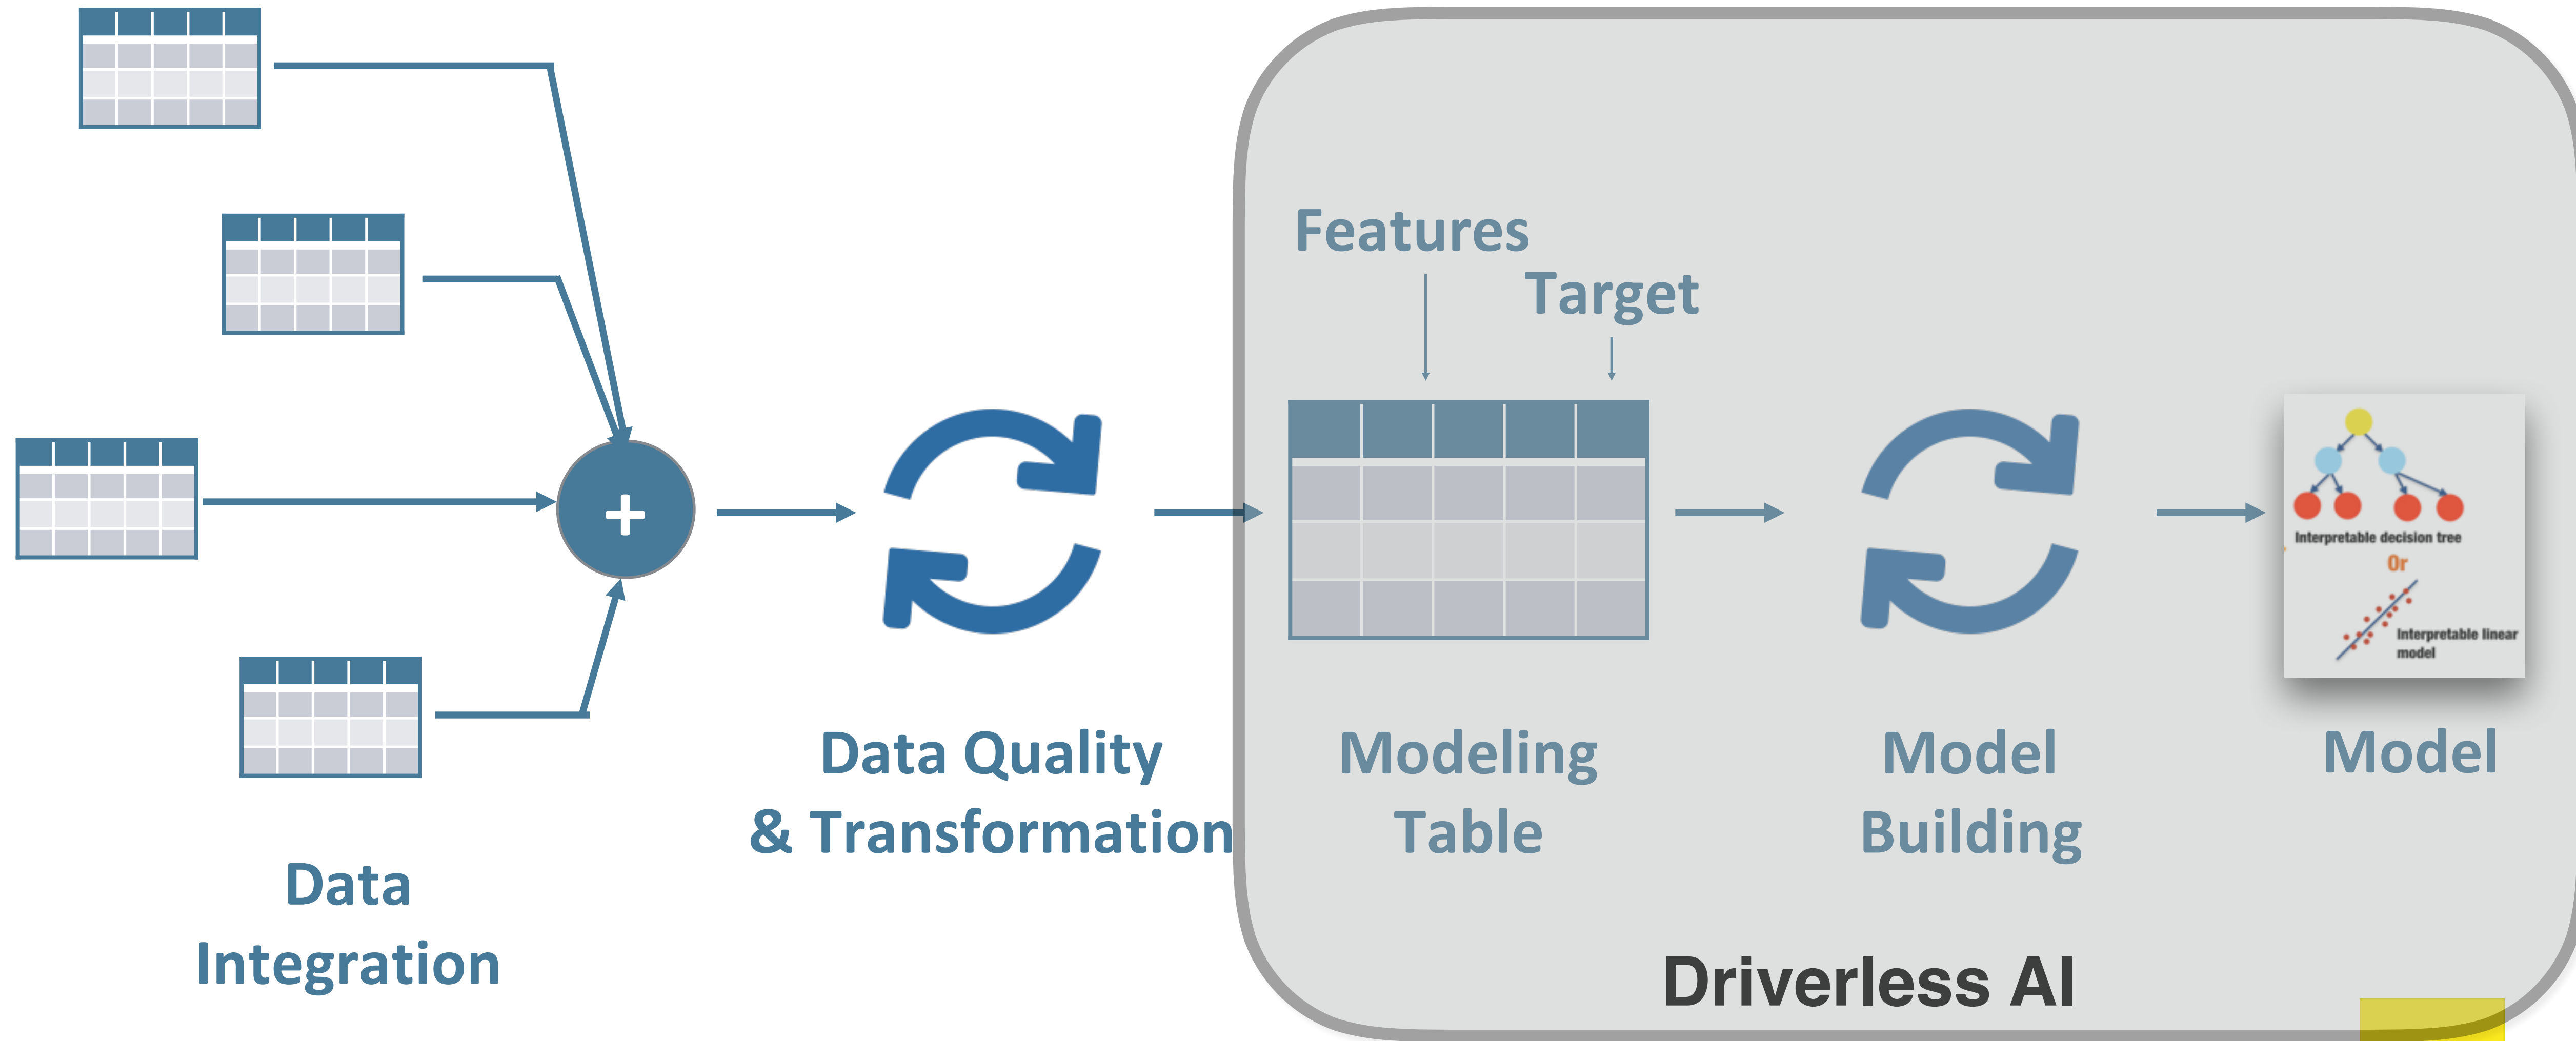 Features
Target
+
Interpretable decision tree
Or
Interpretable linear
model
Data Quality
& Transformation
Modeling
Table
Model
Building
Model
Data
Integration
Driverless AI